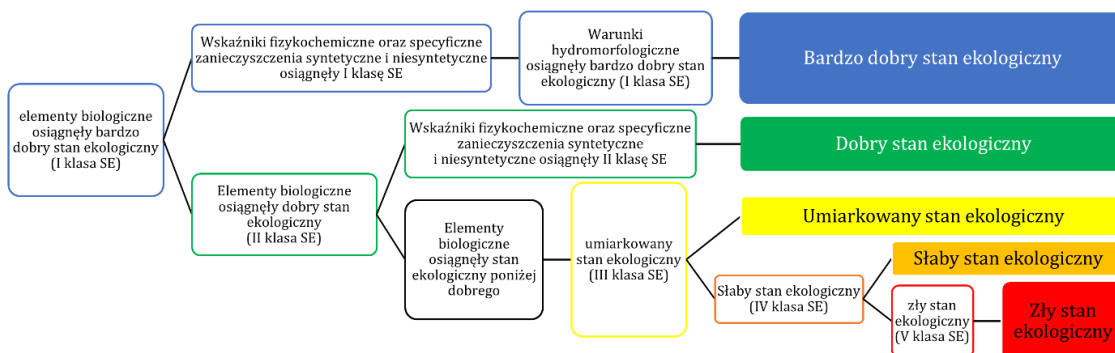 elementy biologiczne
osiągnęły bardzo
dobry stan ekologiczny
(I klasa SE)
Wskaźniki fizykochemiczne oraz specyficzne
zanieczyszczenia syntetyczne i niesyntetyczne
osiągnęły I klasę SE
Warunki
hydromorfologiczne
osiągnęły bardzo dobry stan
ekologiczny (I klasa SE)
Bardzo dobry stan ekologiczny
Elementy biologiczne
osiągnęły dobry stan
ekologiczny
(II klasa SE)
Wskaźniki fizykochemiczne oraz specyficzne
zanieczyszczenia syntetyczne
i niesyntetyczne osiągnęły II klasę SE
Dobry stan ekologiczny
Elementy
biologiczne
osiągnęły stan
ekologiczny poniżej
dobrego
umiarkowany
stan ekologiczny
(III klasa SE)
Umiarkowany stan ekologiczny
Słaby stan ekologiczny
(IV klasa SE)
Słaby stan ekologiczny
zły stan
ekologiczny
(V klasa SE)
Zły stan
ekologiczny